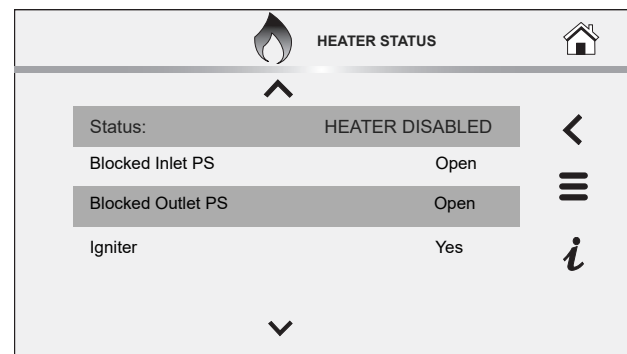 HEATER STATUS
Status: HEATER DISABLED
Blocked Inlet PS Open
Blocked Outlet PS Open
Igniter Yes
i